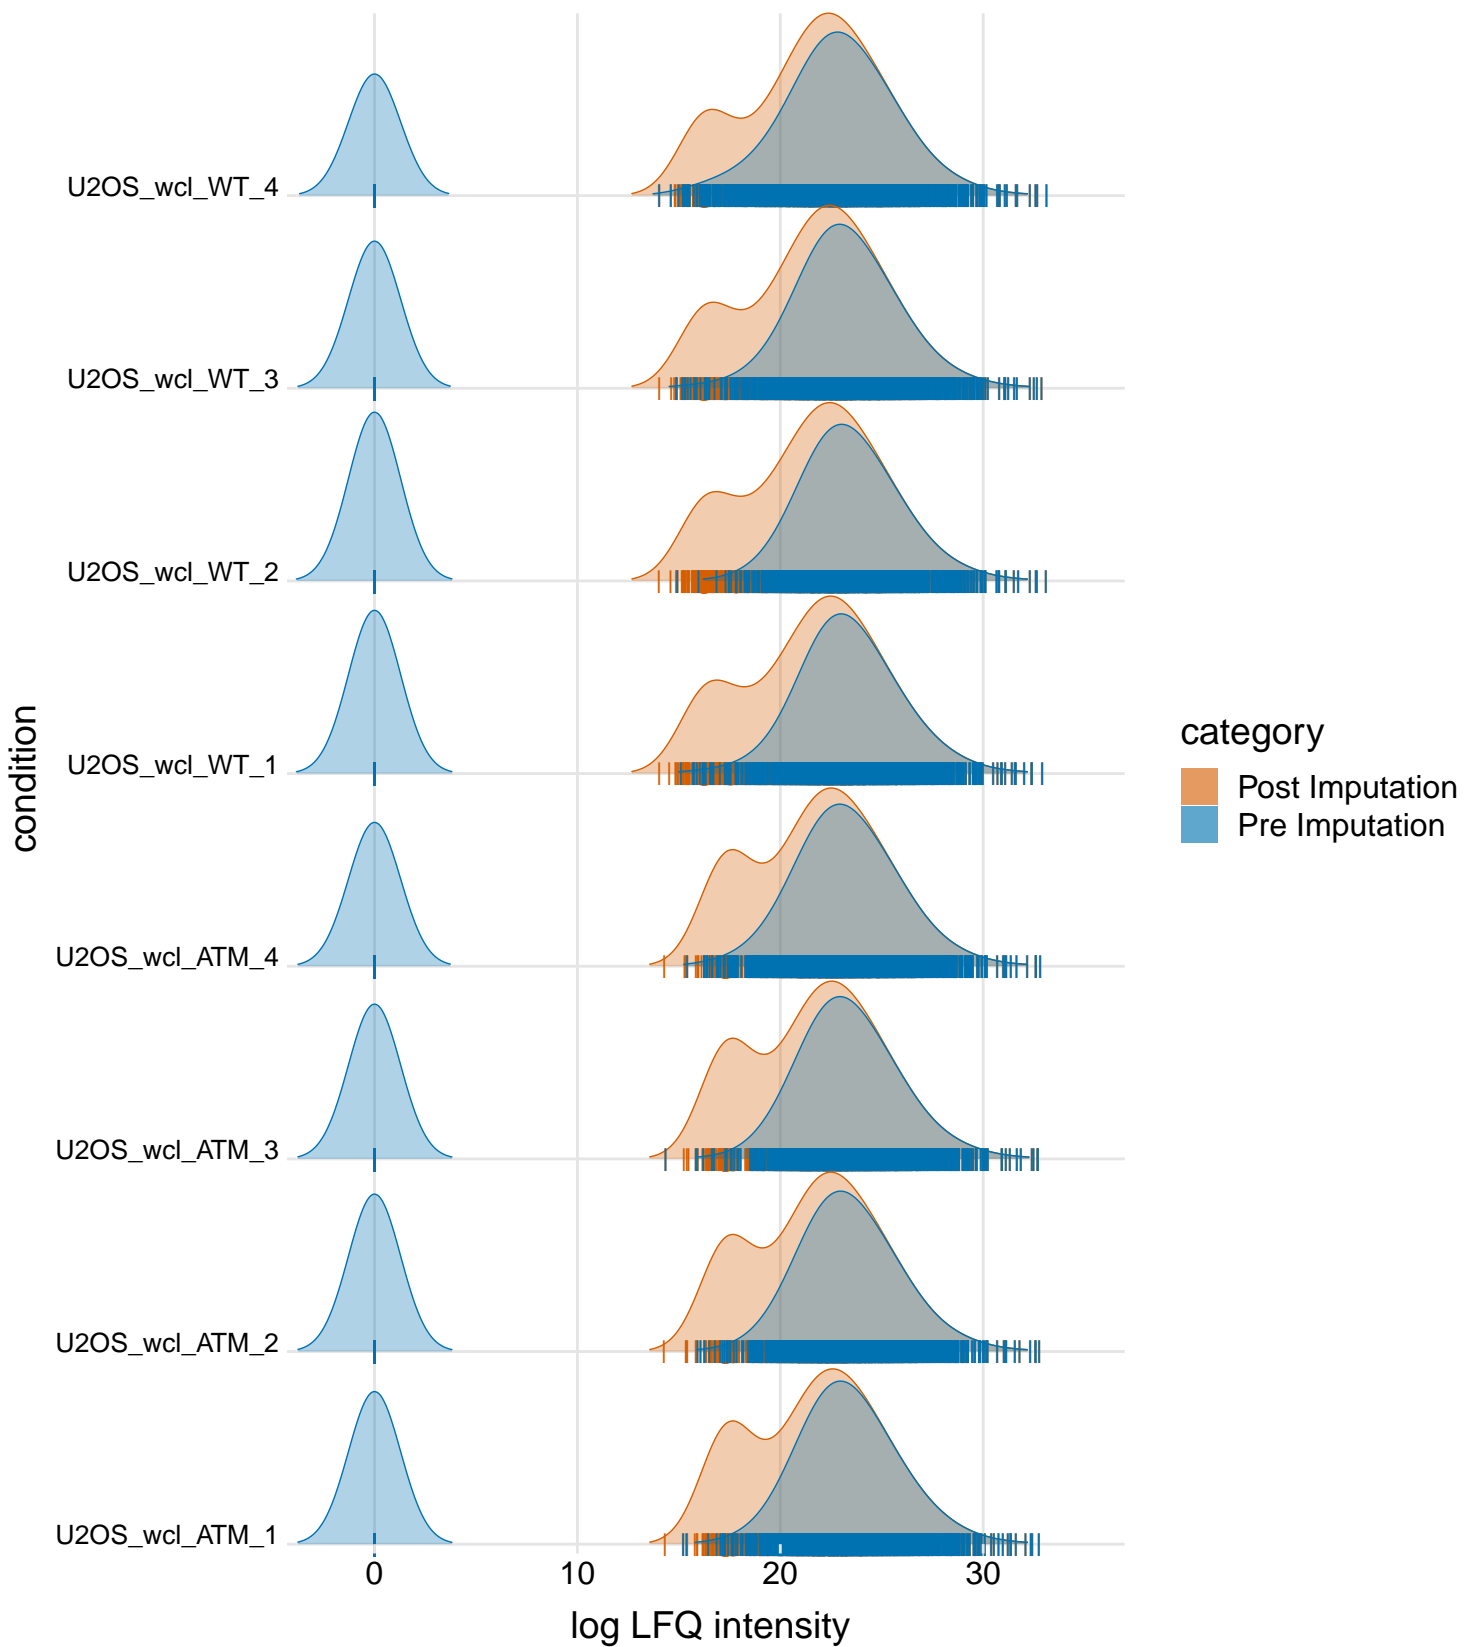 U2OS_wcl_WT_4
U2OS_wcl_WT_3
U2OS_wcl_WT_2
U2OS_wcl_WT_1
U2OS_wcl_ATM_4
U2OS_wcl_ATM_3
U2OS_wcl_ATM_2
U2OS_wcl_ATM_1
condition
0 10 20 30
log LFQ intensity
category
Post Imputation
Pre Imputation